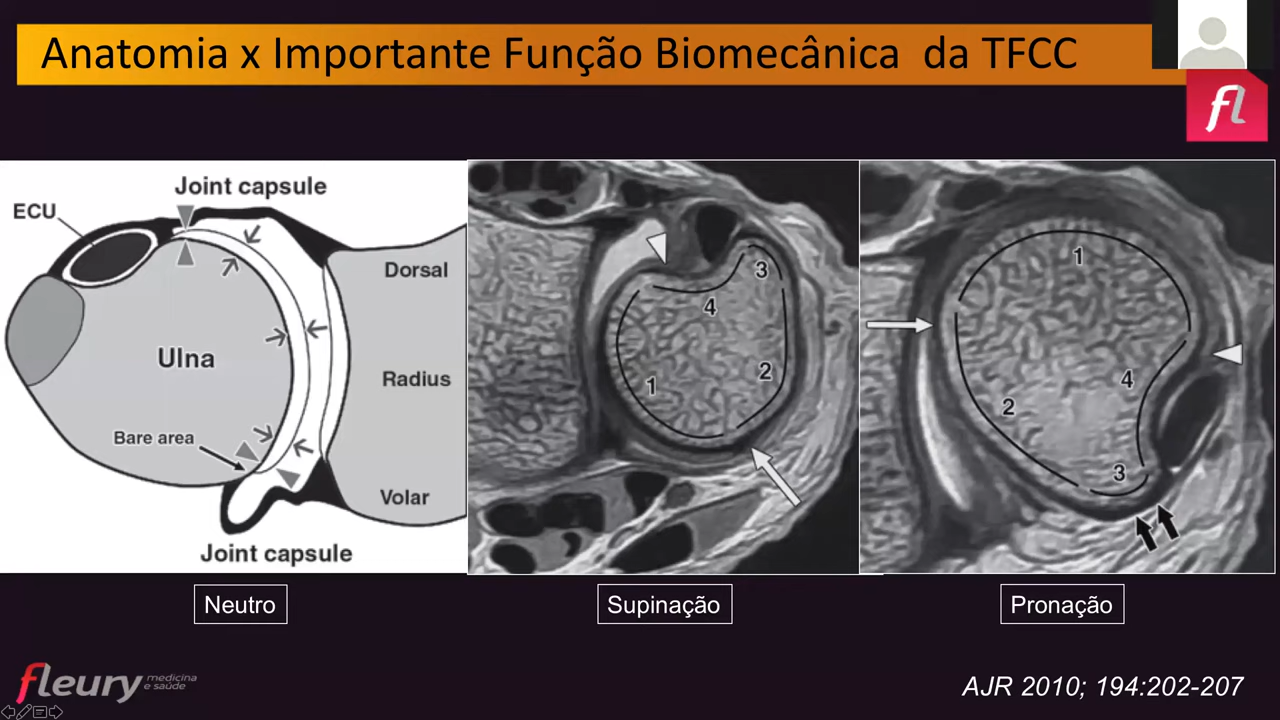 Anatomia x Importante Função Biomecânica da TFCC
fl
Joint capsule
ECU
Dorsal
Ulna
Radius
Bare area
Volar
Joint capsule
3
4
1
2
1
4
2
3
Neutro
Supinação
Pronação
fleury medicina
e saúde
AJR 2010; 194:202-207